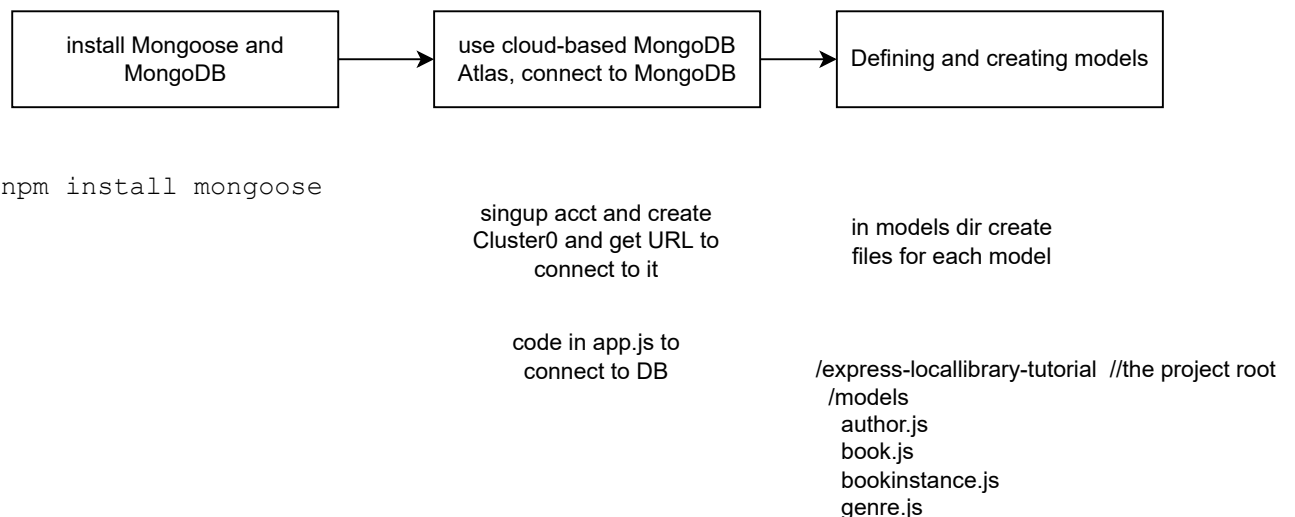 install Mongoose and
MongoDB
use cloud-based MongoDB
Atlas, connect to MongoDB
Defining and creating models
npm install mongoose
singup acct and create
Cluster0 and get URL to
connect to it
code in app.js to
connect to DB
in models dir create
files for each model
/express-locallibrary-tutorial  //the project root
/models
author.js
book.js
bookinstance.js
genre.js